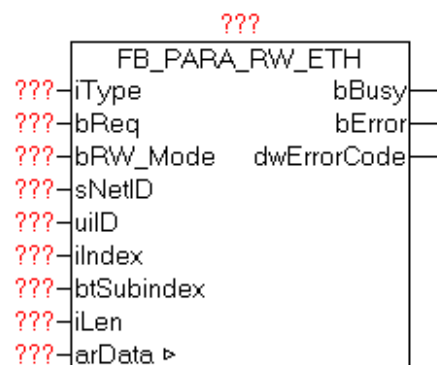 ???
FB_PARA_RW_ETH
??? iType bBusy
??? bReq bError
??? bRW_Mode dwErrorCode
??? sNetID
??? uiID
??? iIndex
??? btSubindex
??? iLen
??? arData ▹